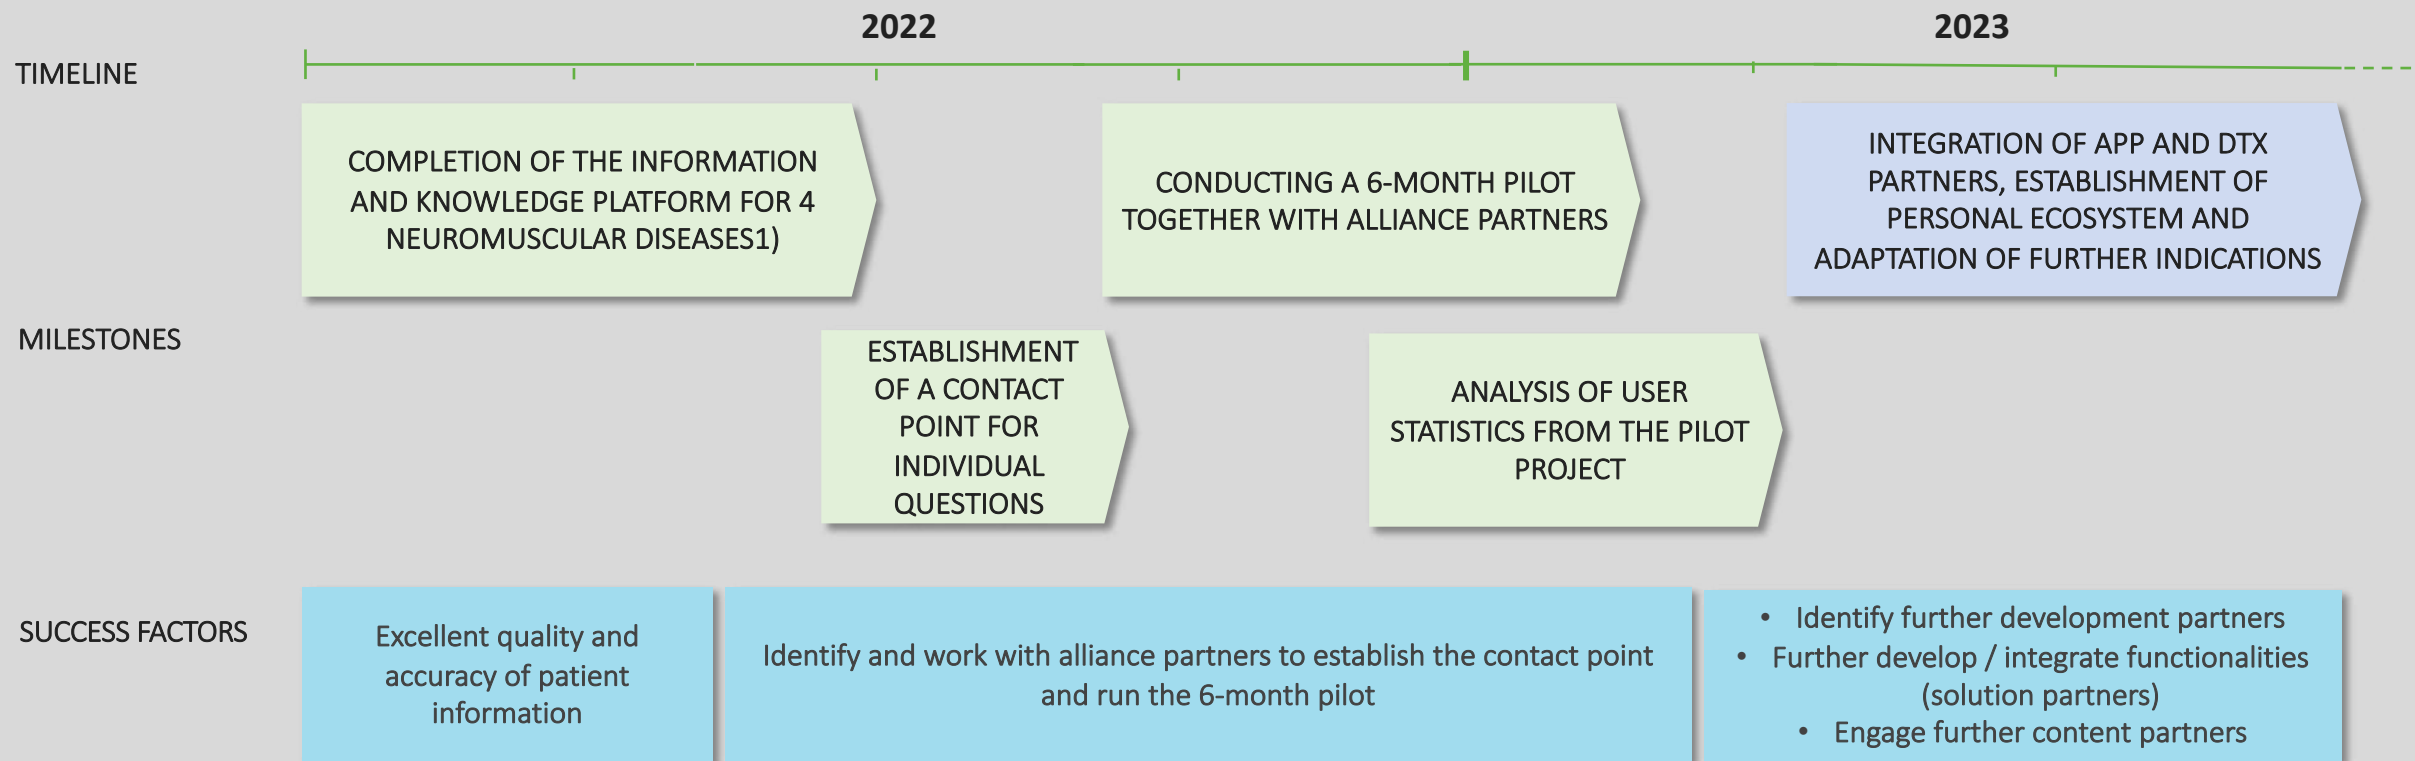 2022
2023
TIMELINE
COMPLETION OF THE INFORMATION
AND KNOWLEDGE PLATFORM FOR 4
NEUROMUSCULAR DISEASES1)
CONDUCTING A 6-MONTH PILOT
TOGETHER WITH ALLIANCE PARTNERS
INTEGRATION OF APP AND DTX
PARTNERS, ESTABLISHMENT OF
PERSONAL ECOSYSTEM AND
ADAPTATION OF FURTHER INDICATIONS
MILESTONES
ESTABLISHMENT
OF A CONTACT
POINT FOR
INDIVIDUAL
QUESTIONS
ANALYSIS OF USER
STATISTICS FROM THE PILOT
PROJECT
SUCCESS FACTORS
Excellent quality and
accuracy of patient
information
Identify and work with alliance partners to establish the contact point
and run the 6-month pilot
• Identify further development partners
• Further develop / integrate functionalities
(solution partners)
• Engage further content partners